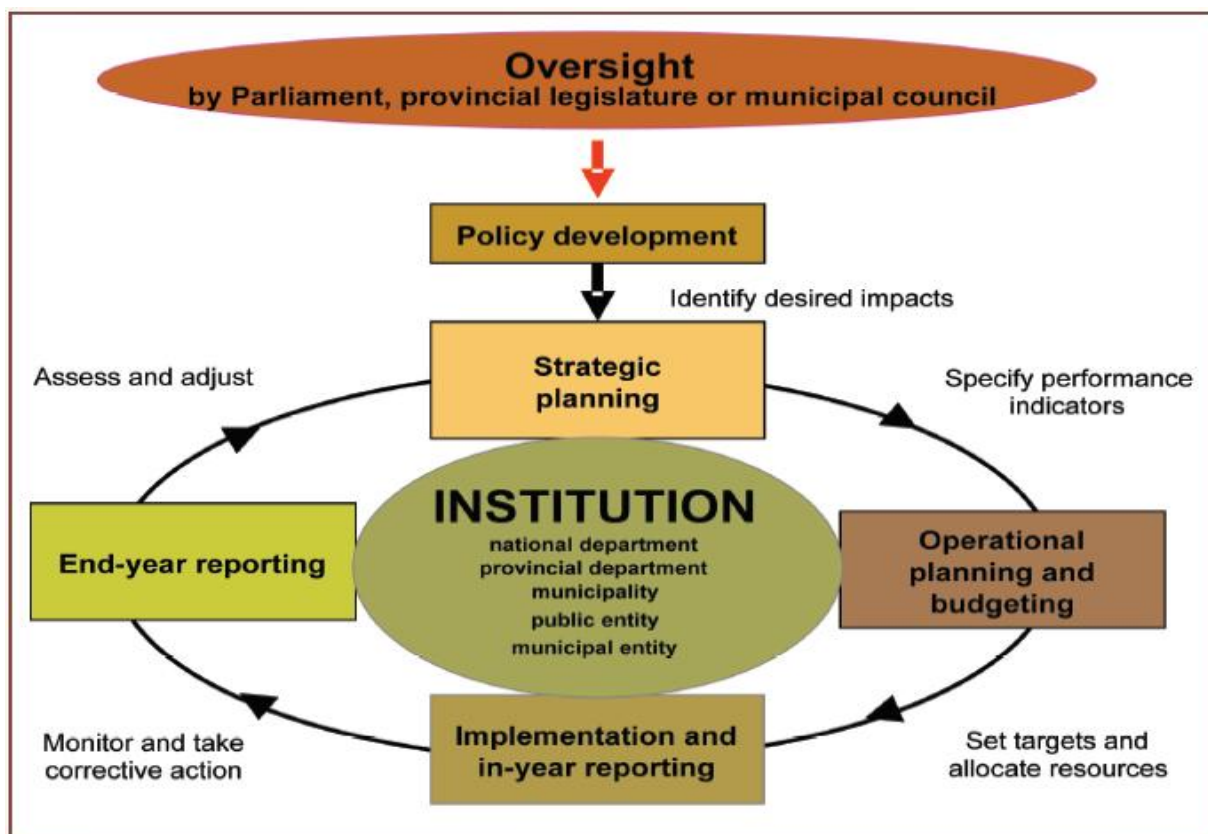 Oversight
by Parliament, provincial legislature or municipal council
Policy development
Identify desired impacts
Strategic
planning
Assess and adjust
Specify performance
indicators
INSTITUTION
national department
provincial department
municipality
public entity
municipal entity
End-year reporting
Operational
planning and
budgeting
Implementation and
in-year reporting
Monitor and take
corrective action
Set targets and
allocate resources